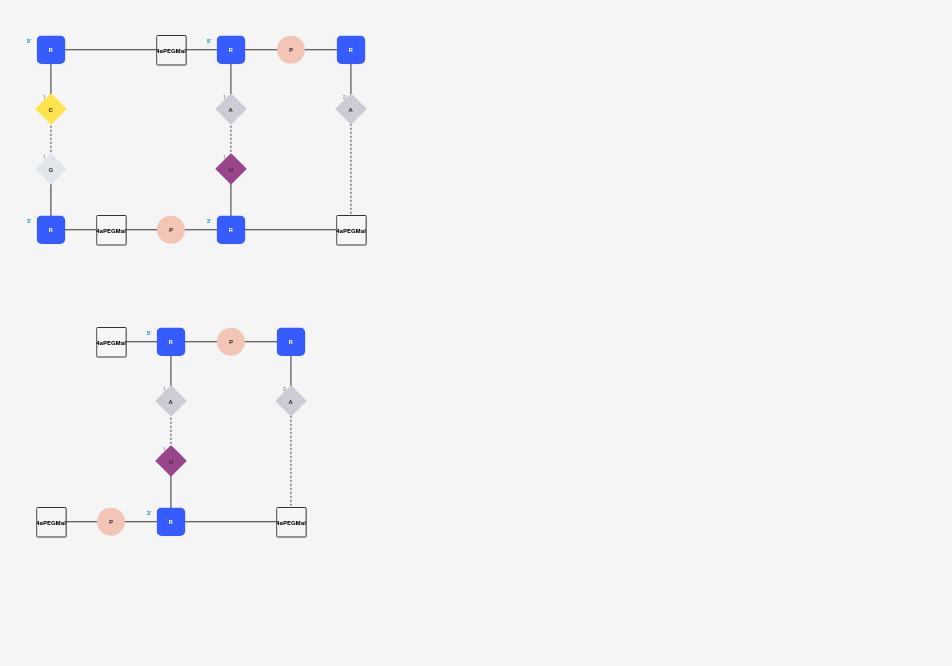 5' R 4aPEGMal 5' R P R
1 C 1 A 2 A
1 G 1 U
3' R 4aPEGMal P 3' R 4aPEGMal
4aPEGMal 5' R P R
1 A 2 A
1 U
4aPEGMal P 3' R 4aPEGMal